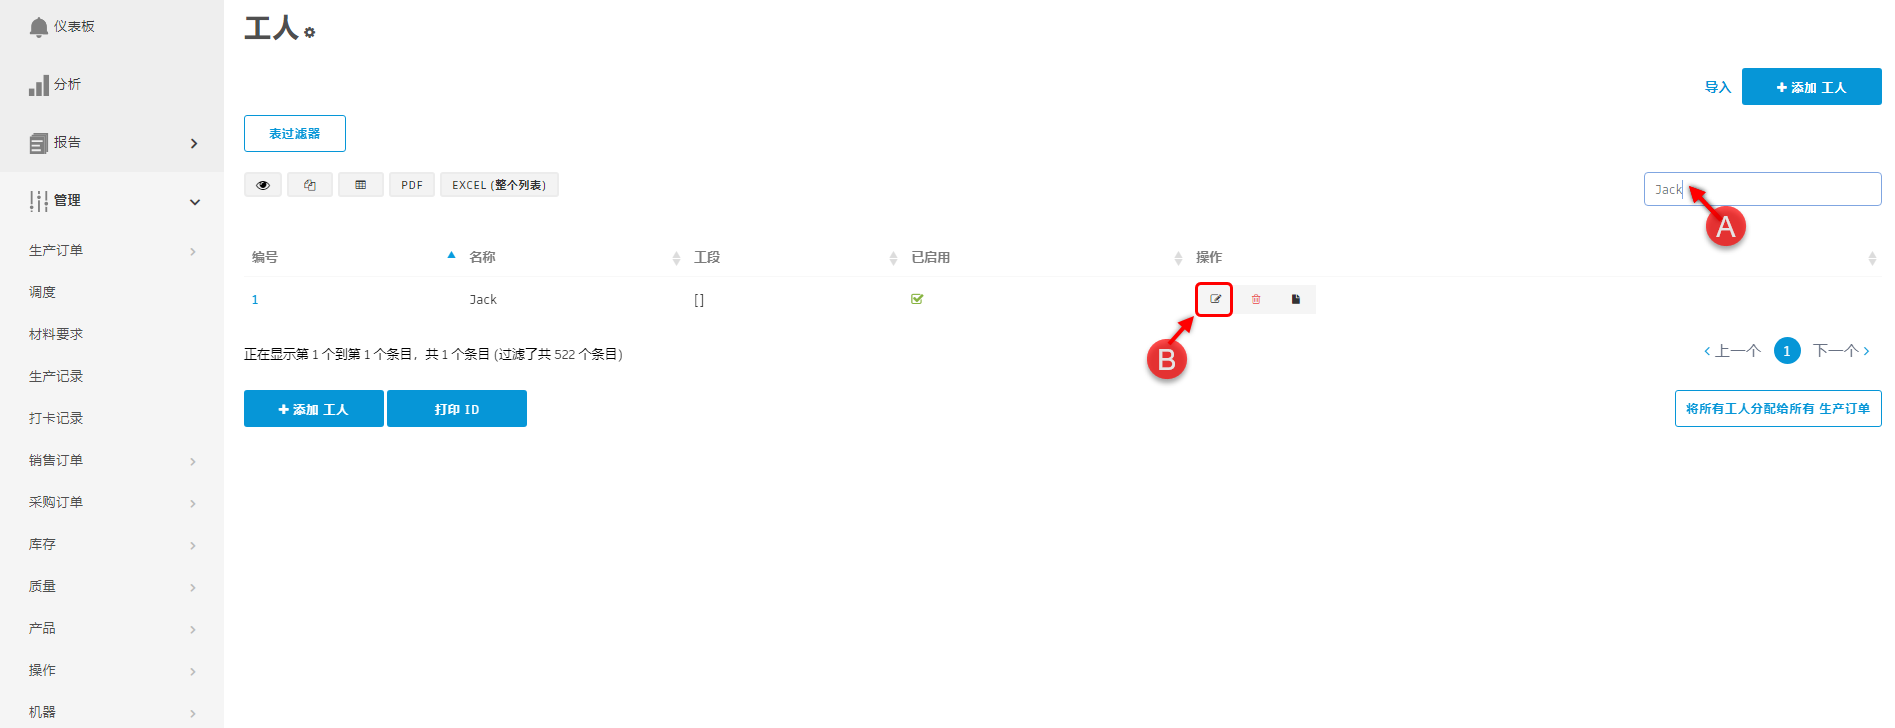 仪表板
分析
报告
管理
生产订单
调度
材料要求
生产记录
打卡记录
销售订单
采购订单
库存
质量
产品
操作
机器
工人
导入
添加 工人
表过滤器
PDF
EXCEL (整个列表)
Jack
A
编号 名称 工段 已启用 操作
1 Jack []
B
正在显示第 1 个到第 1 个条目，共 1 个条目 (过滤了共 522 个条目)
上一个 1 下一个
添加 工人
打印 ID
将所有工人分配给所有 生产订单